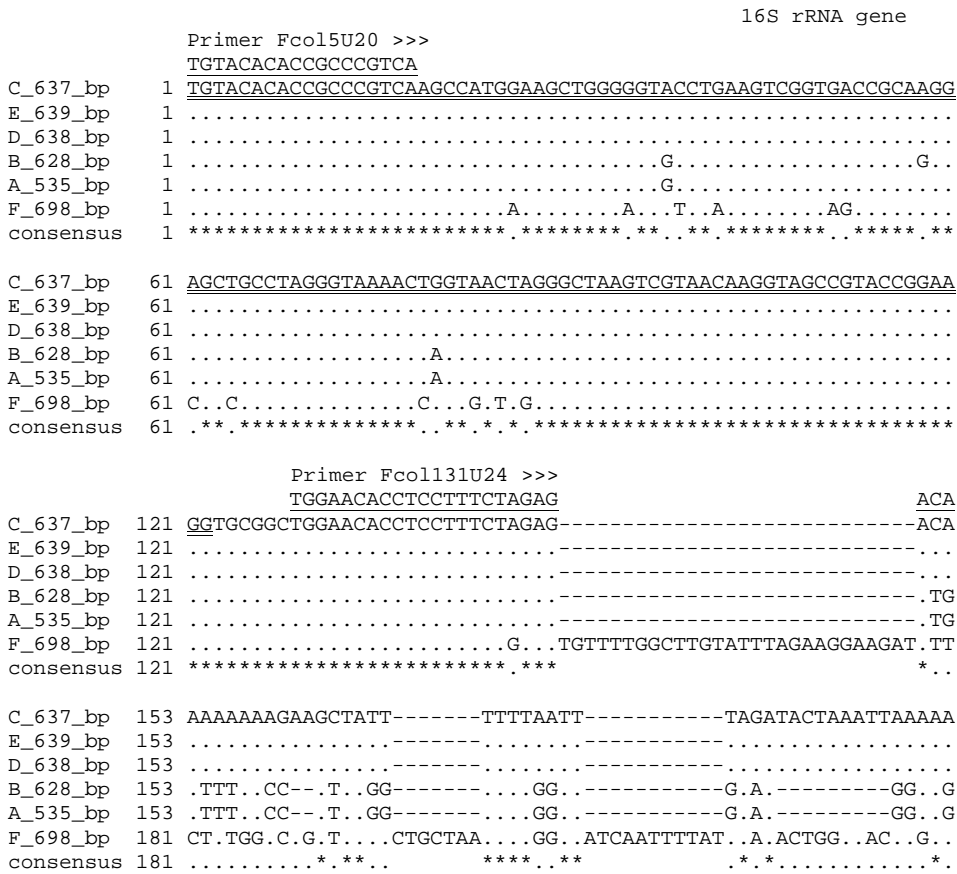 16S rRNA gene
Primer Fcol5U20 >>>
TGTACACACCGCCCGTCA
C_637_bp 1 TGTACACACCGCCCGTCAAGCCATGGAAGCTGGGGGTACCTGAAGTCGGTGACCGCAAGG
E_639_bp 1 ............................................................
D_638_bp 1 ............................................................
B_628_bp 1 .....................................G...................G..
A_535_bp 1 .....................................G......................
F_698_bp 1 .........................A........A...T..A........AG........
consensus 1 *************************.********.**..**.********..*****.**
C_637_bp 61 AGCTGCCTAGGGTAAAACTGGTAACTAGGGCTAAGTCGTAACAAGGTAGCCGTACCGGAA
E_639_bp 61 ............................................................
D_638_bp 61 ............................................................
B_628_bp 61 ...................A........................................
A_535_bp 61 ...................A........................................
F_698_bp 61 C..C..............C...G.T.G.................................
consensus 61 .**.**************..**.*.*.*********************************
Primer Fcol131U24 >>>
TGGAACACCTCCTTTCTAGAG ACA
C_637_bp 121 GGTGCGGCTGGAACACCTCCTTTCTAGAG----------------------------ACA
E_639_bp 121 .............................----------------------------...
D_638_bp 121 .............................----------------------------...
B_628_bp 121 .............................----------------------------.TG
A_535_bp 121 .............................----------------------------.TG
F_698_bp 121 .........................G...TGTTTTGGCTTGTATTTAGAAGGAAGAT.TT
consensus 121 *************************.***                            *..
C_637_bp 153 AAAAAAAGAAGCTATT-------TTTTAATT-----------TAGATACTAAATTAAAAA
E_639_bp 153 ................-------........-----------..................
D_638_bp 153 ................-------........-----------..................
B_628_bp 153 .TTT..CC--.T..GG-------....GG..-----------G.A.---------GG..G
A_535_bp 153 .TTT..CC--.T..GG-------....GG..-----------G.A.---------GG..G
F_698_bp 181 CT.TGG.C.G.T....CTGCTAA....GG..ATCAATTTTAT..A.ACTGG..AC..G..
consensus 181 ..........*.**..       ****..**           .*.*............*.